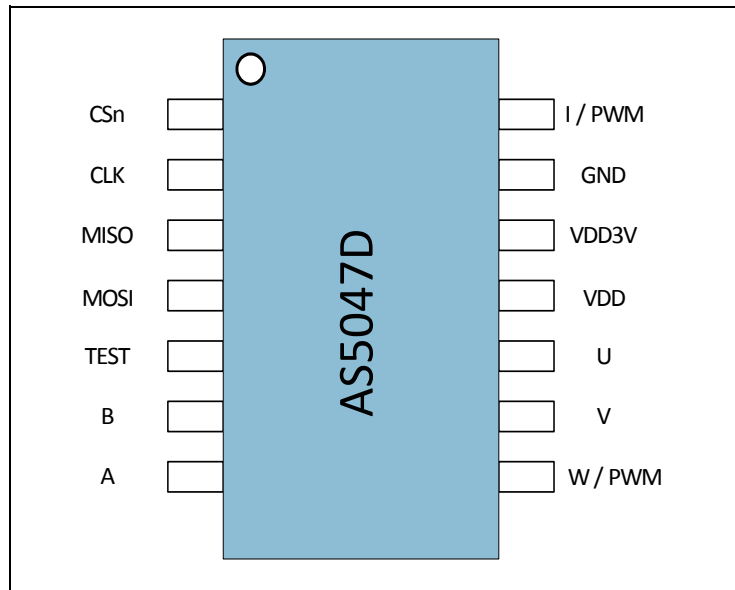 CSn
CLK
MISO
MOSI
TEST
B
A
AS5047D
I / PWM
GND
VDD3V
VDD
U
V
W / PWM